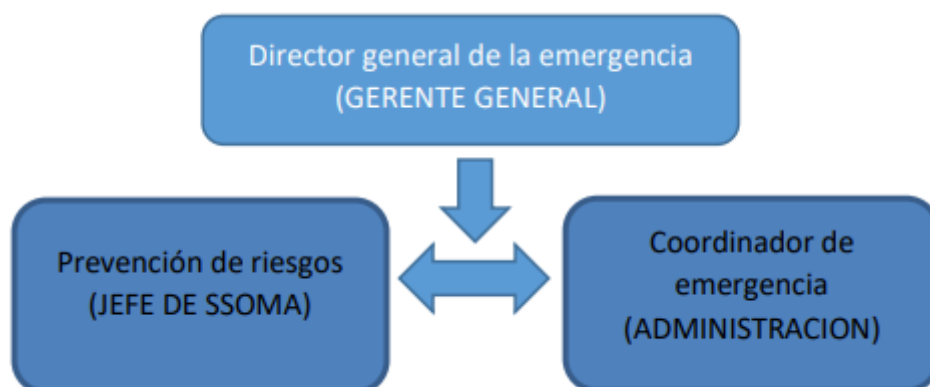 Director general de la emergencia
(GERENTE GENERAL)
Prevención de riesgos
(JEFE DE SSOMA)
Coordinador de
emergencia
(ADMINISTRACION)